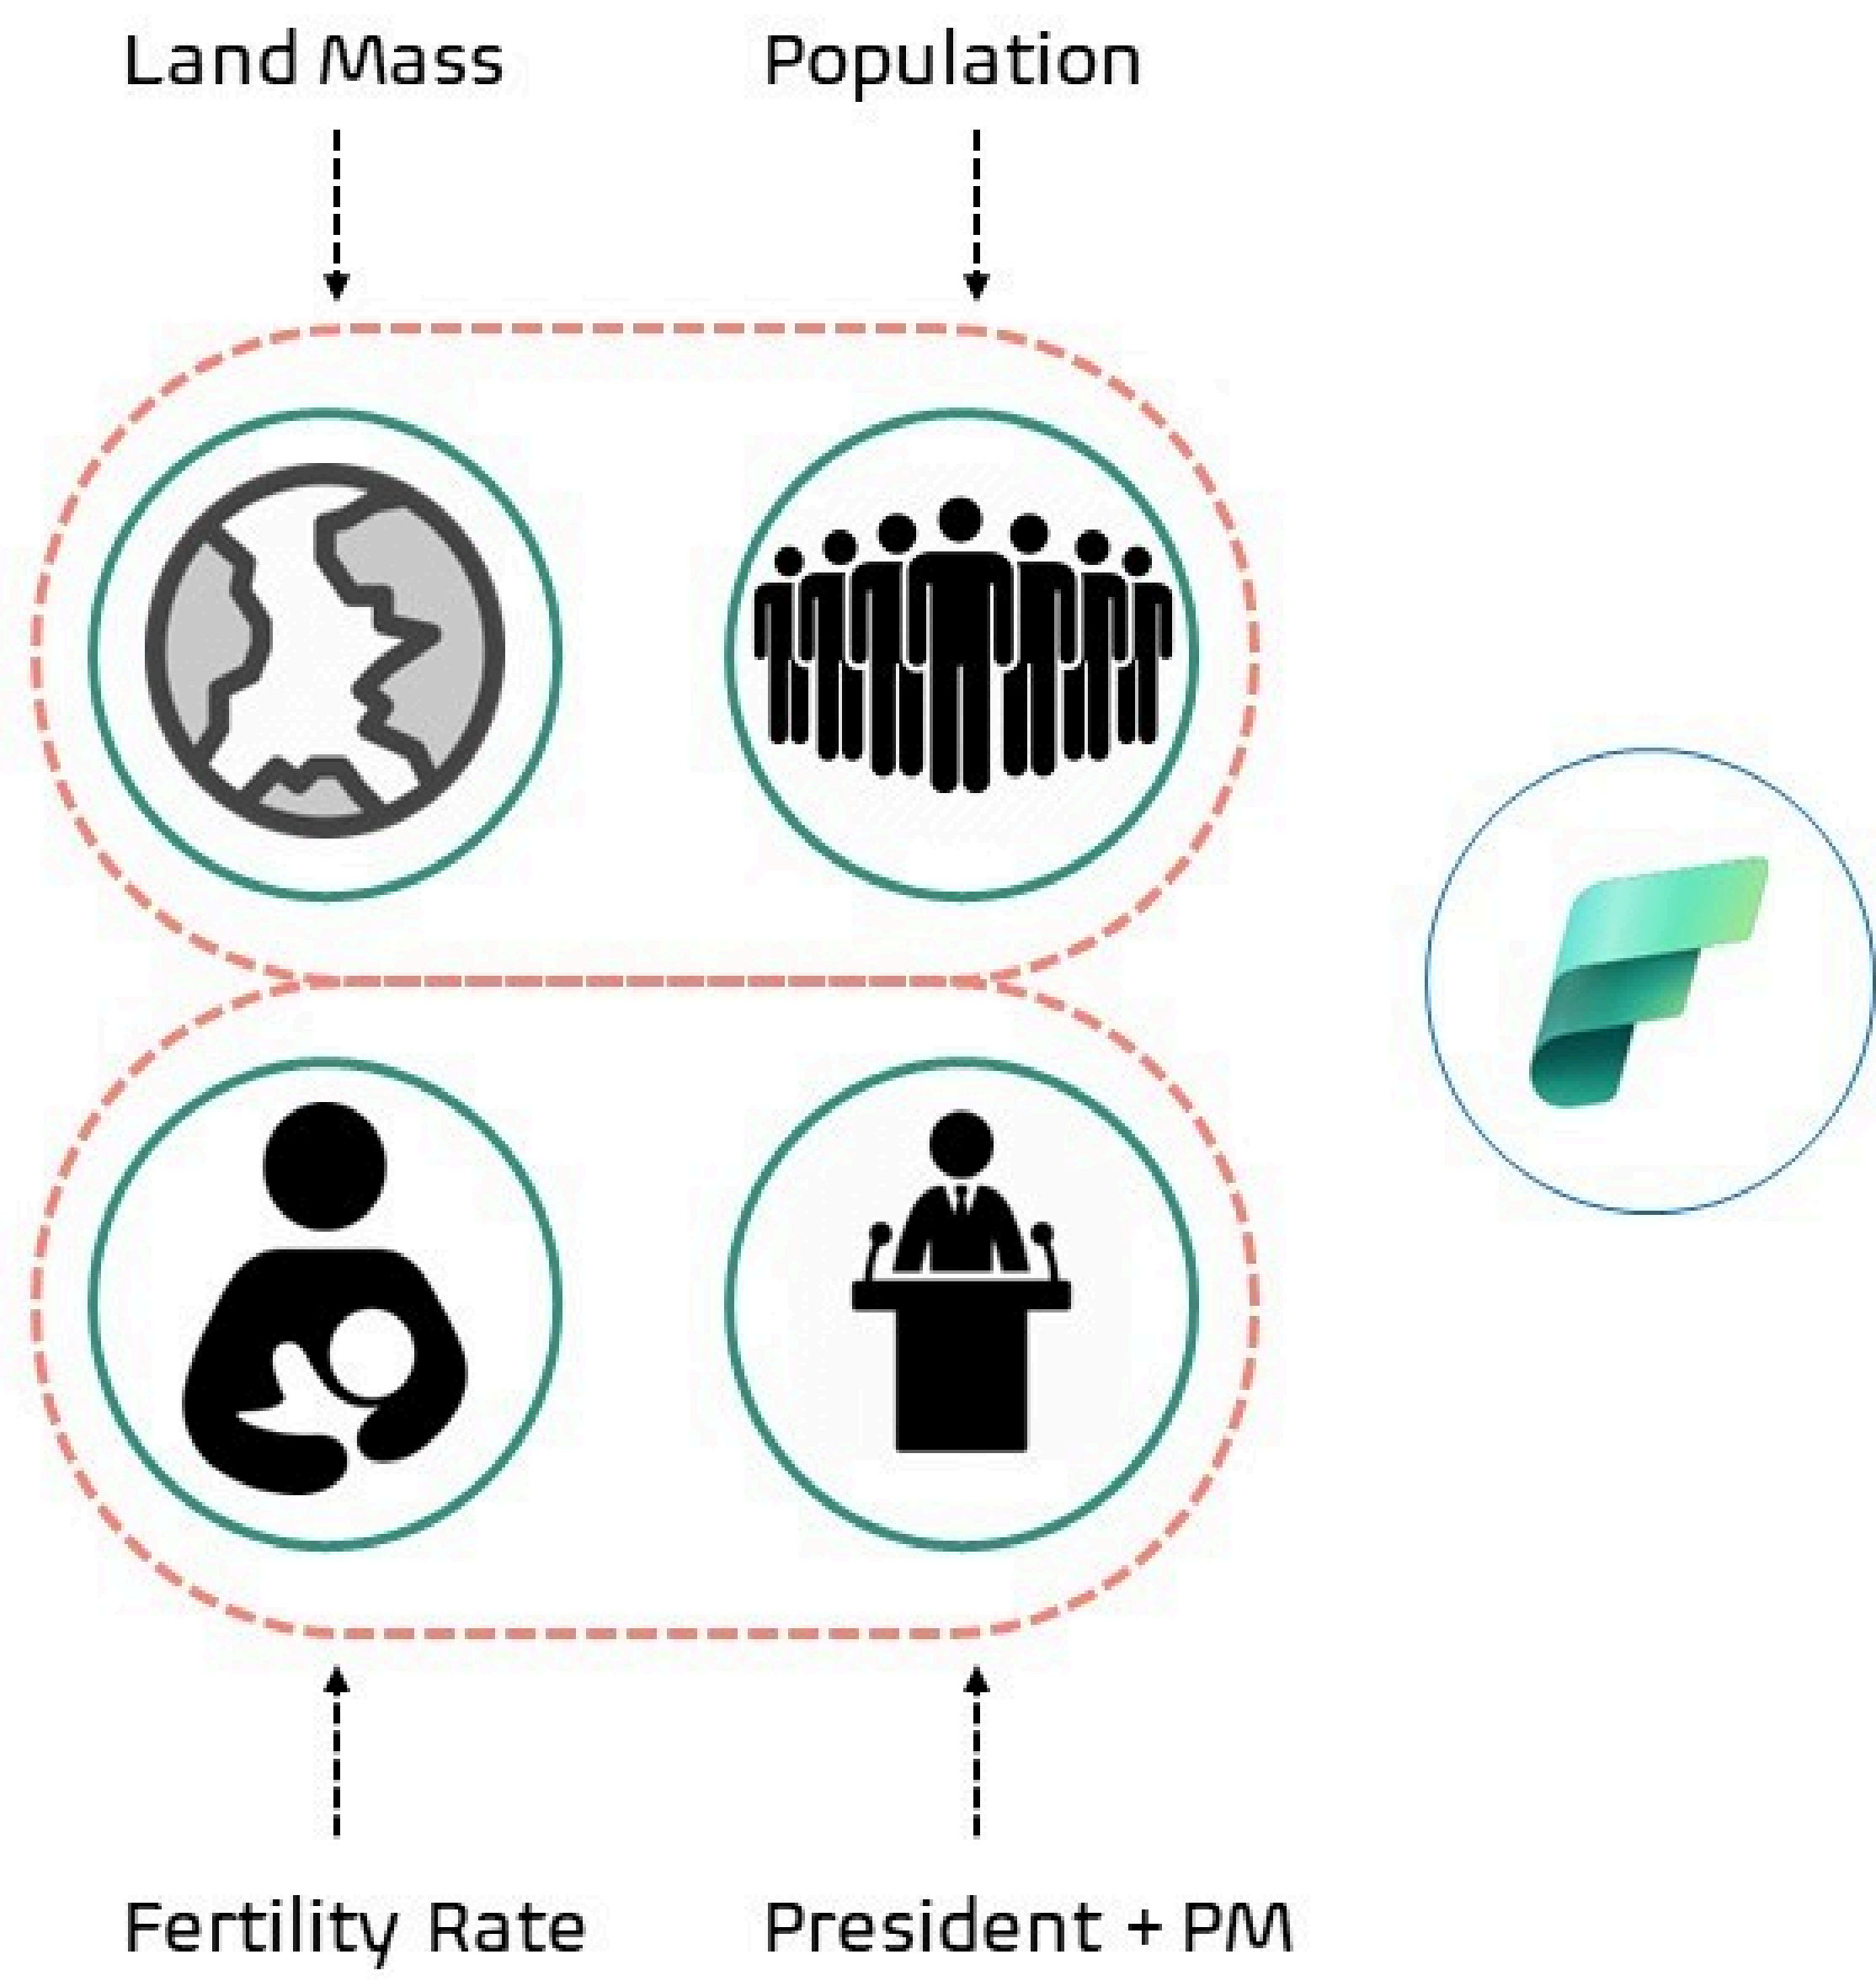 Land Mass
Population
Fertility Rate
President + PM